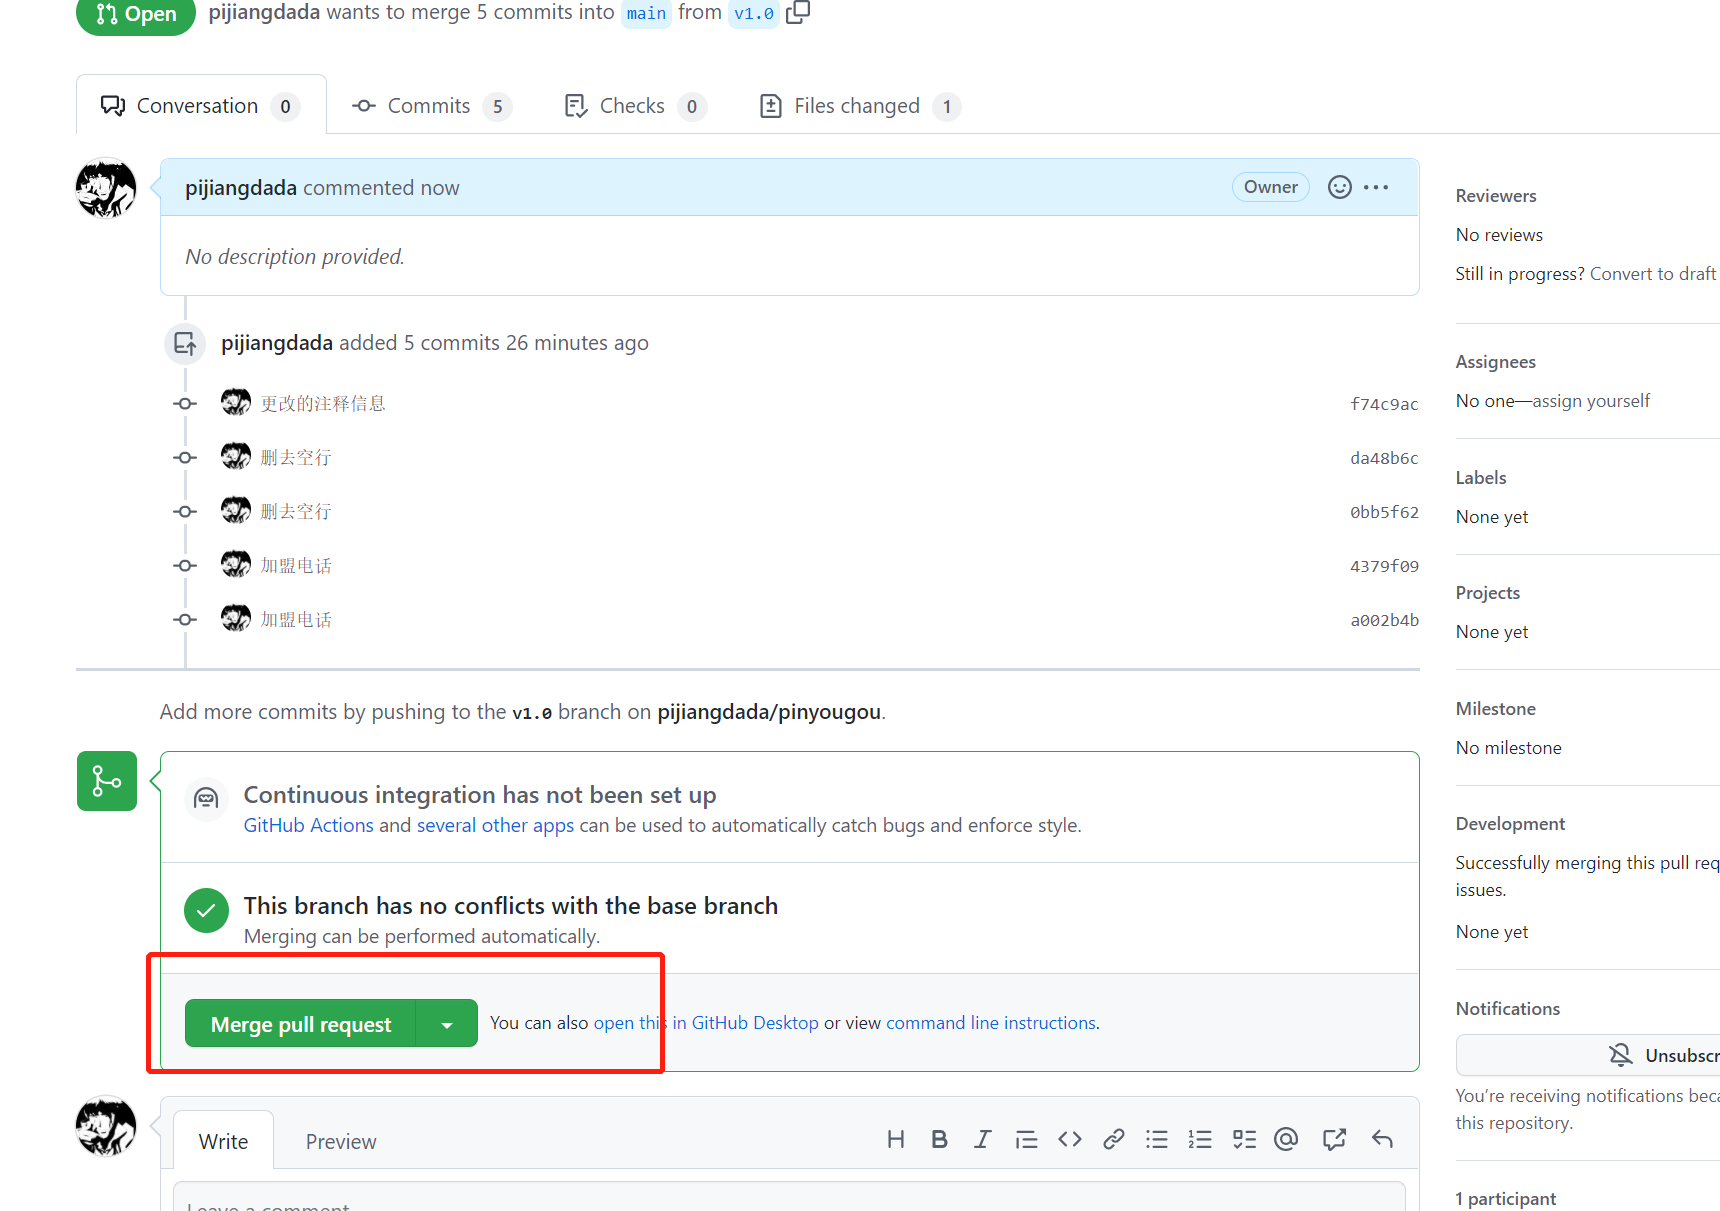 Open pijiangdada wants to merge 5 commits into main from v1.0
Conversation 0 Commits 5 Checks 0 Files changed 1
pijiangdada commented now Owner
No description provided.
pijiangdada added 5 commits 26 minutes ago
更改的注释信息 f74c9ac
删去空行 da48b6c
删去空行 0bb5f62
加盟电话 4379f09
加盟电话 a002b4b
Add more commits by pushing to the v1.0 branch on pijiangdada/pinyougou.
Continuous integration has not been set up
GitHub Actions and several other apps can be used to automatically catch bugs and enforce style.
This branch has no conflicts with the base branch
Merging can be performed automatically.
Merge pull request You can also open this in GitHub Desktop or view command line instructions.
Write Preview
Leave a comment
Reviewers
No reviews
Still in progress? Convert to draft
Assignees
No one—assign yourself
Labels
None yet
Projects
None yet
Milestone
No milestone
Development
Successfully merging this pull req
issues.
None yet
Notifications
Unsubscr
You're receiving notifications beca
this repository.
1 participant